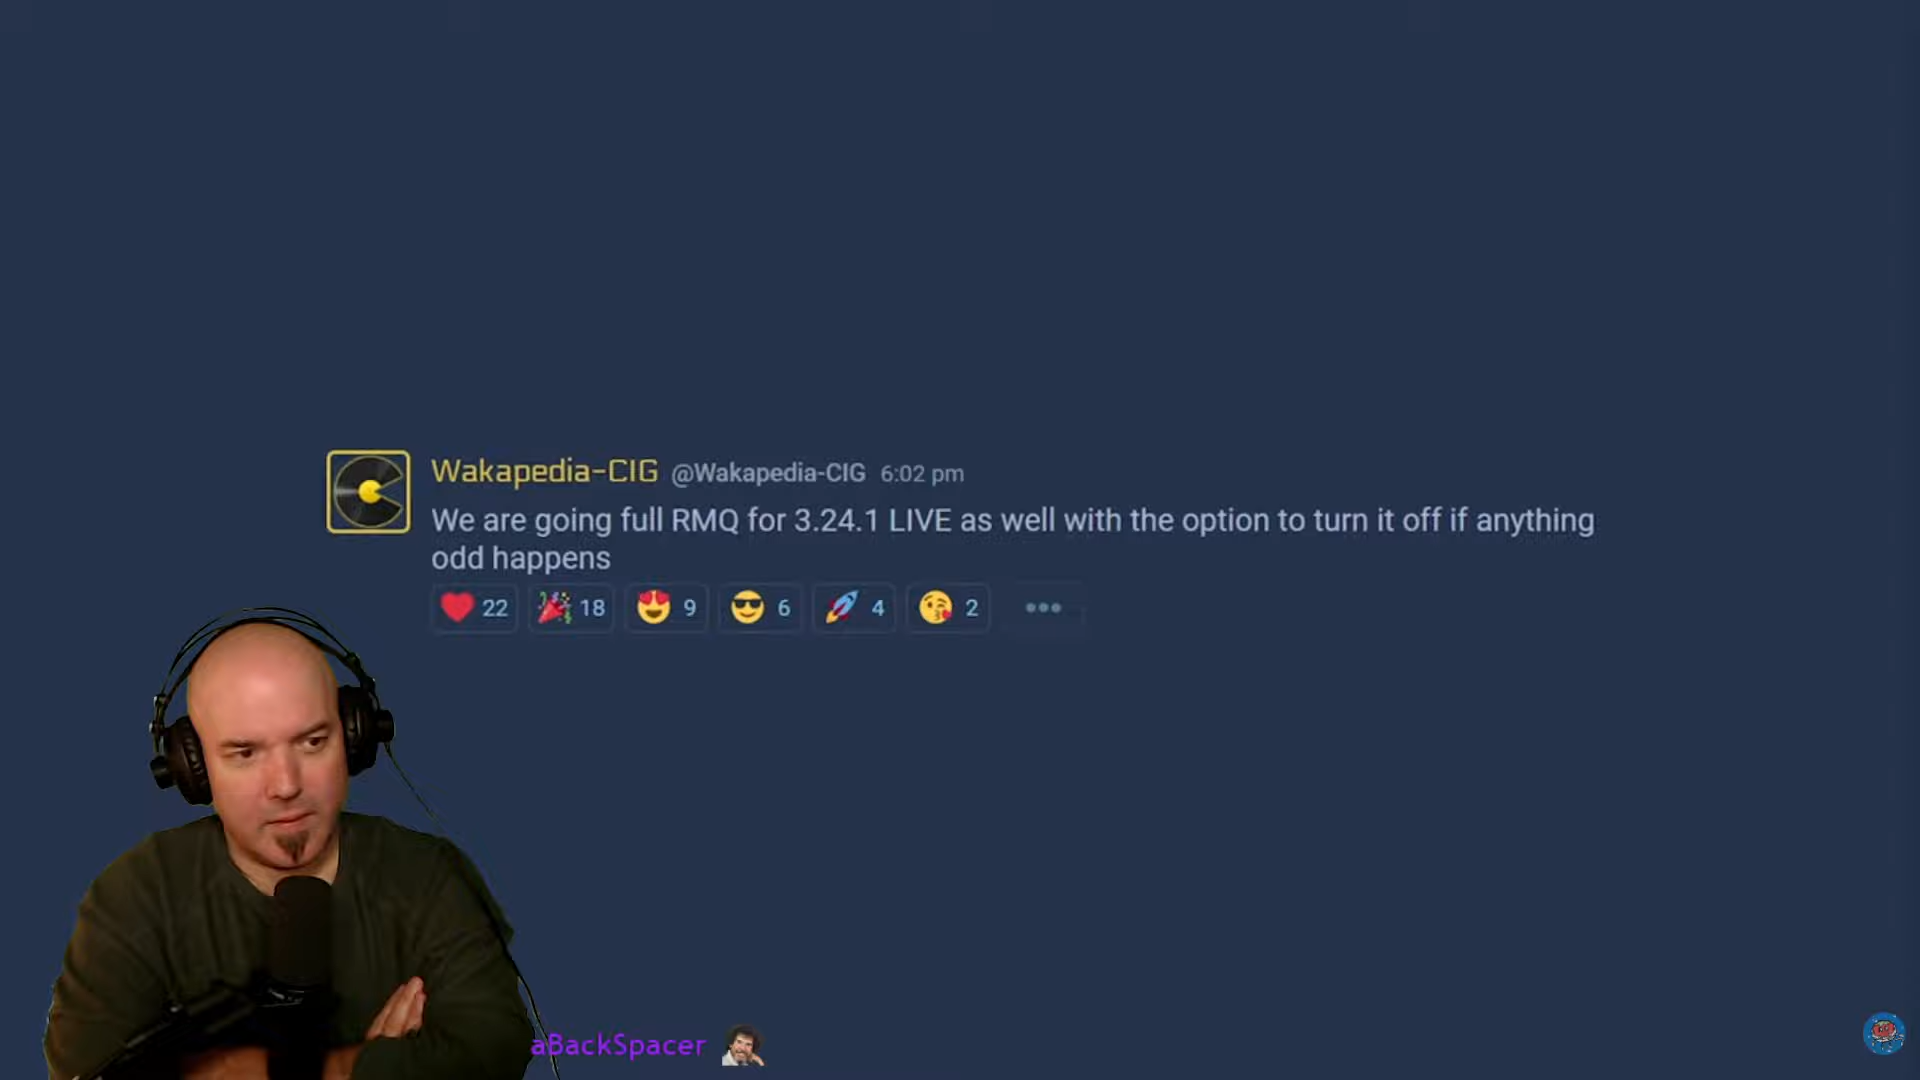 Wakapedia-CIG @Wakapedia-CIG 6:02 pm
We are going full RMQ for 3.24.1 LIVE as well with the option to turn it off if anything
odd happens
22 18 9 6 4 2
aBackSpacer